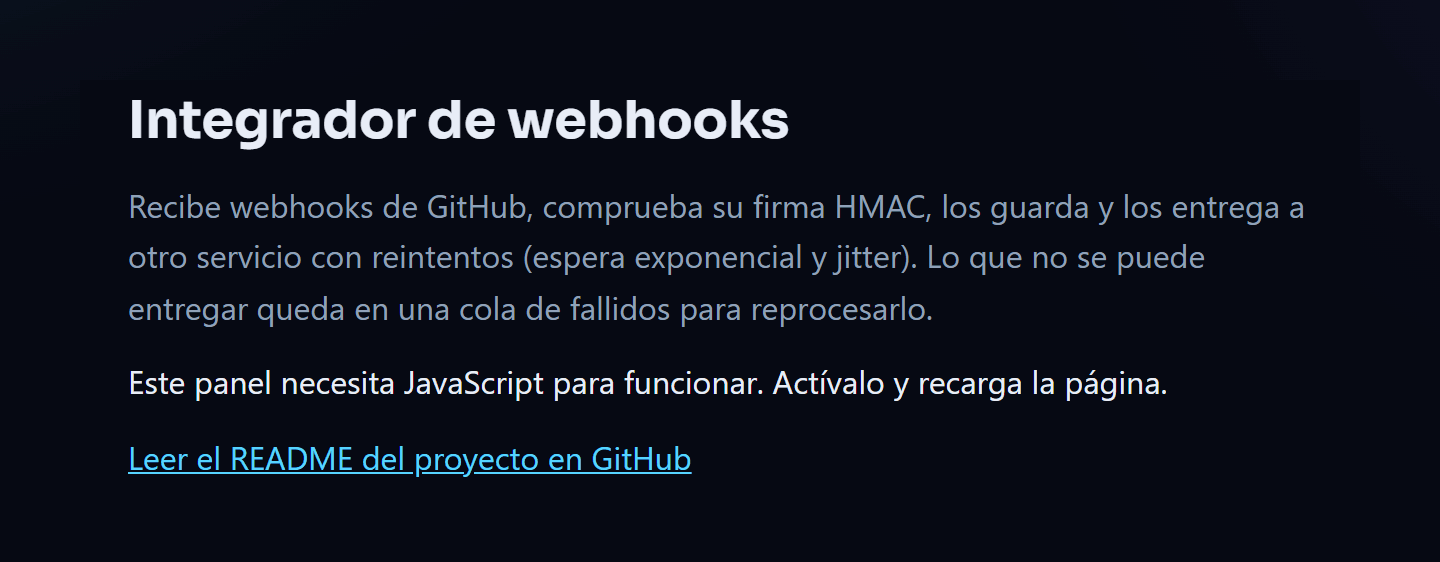 Integrador de webhooks
Recibe webhooks de GitHub, comprueba su firma HMAC, los guarda y los entrega a
otro servicio con reintentos (espera exponencial y jitter). Lo que no se puede
entregar queda en una cola de fallidos para reprocesarlo.
Este panel necesita JavaScript para funcionar. Actívalo y recarga la página.
Leer el README del proyecto en GitHub